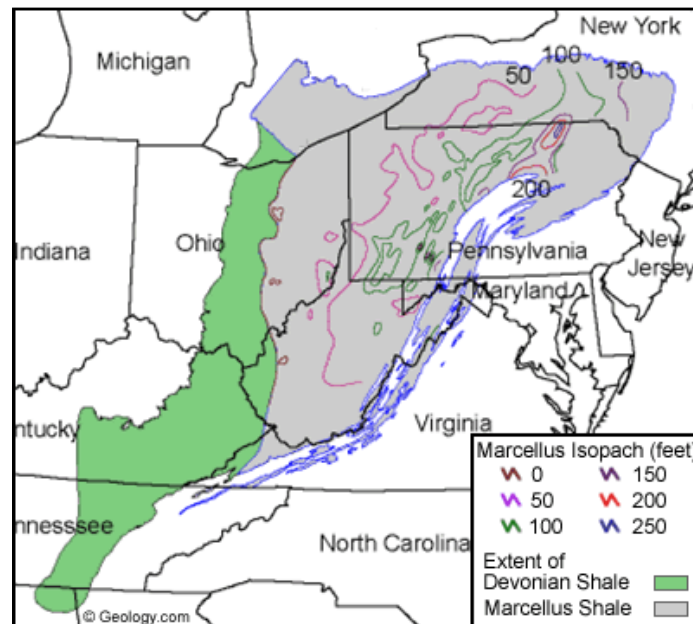 New York
Michigan
100
50
150
200
Indiana
Ohio
Pennsylvania
New
Jersey
Maryland
ntucky
Virginia
nnesssee
North Carolina
© Geology.com
Marcellus Isopach (feet)
0
150
50
200
100
250
Extent of
Devonian Shale
Marcellus Shale